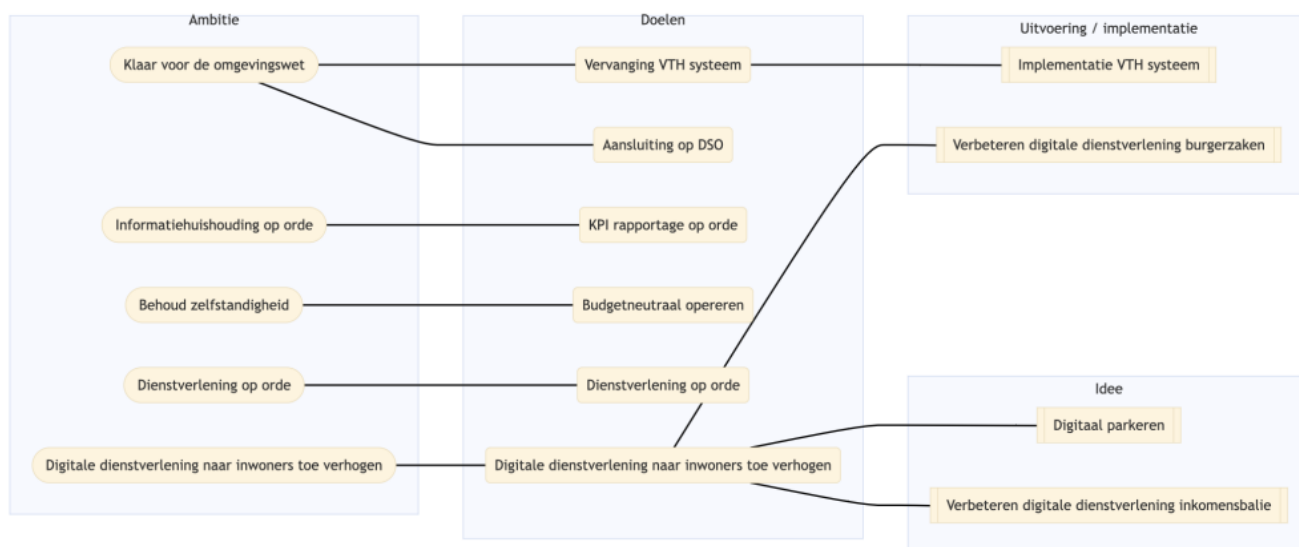 Ambitie
Klaar voor de omgevingswet
Informatiehuishouding op orde
Behoud zelfstandigheid
Dienstverlening op orde
Digitale dienstverlening naar inwoners toe verhogen
Doelen
Vervanging VTH systeem
Aansluiting op DSO
KPI rapportage op orde
Budgetneutraal opereren
Dienstverlening op orde
Digitale dienstverlening naar inwoners toe verhogen
Uitvoering / implementatie
Implementatie VTH systeem
Verbeteren digitale dienstverlening burgerzaken
Idee
Digitaal parkeren
Verbeteren digitale dienstverlening inkomensbalie